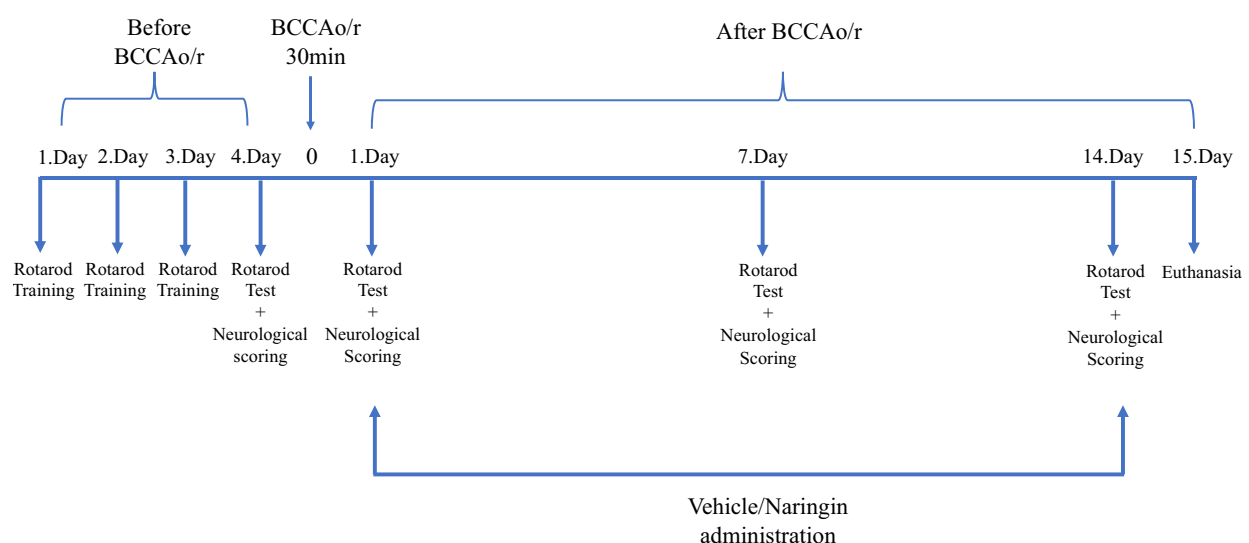 Before
BCCAo/r
BCCAo/r
30min
After BCCAo/r
1.Day 2.Day 3.Day 4.Day 0 1.Day 7.Day 14.Day 15.Day
Rotarod
Training
Rotarod
Training
Rotarod
Training
Rotarod
Test
+
Neurological
scoring
Rotarod
Test
+
Neurological
Scoring
Rotarod
Test
+
Neurological
Scoring
Rotarod
Test
+
Neurological
Scoring
Euthanasia
Vehicle/Naringin
administration